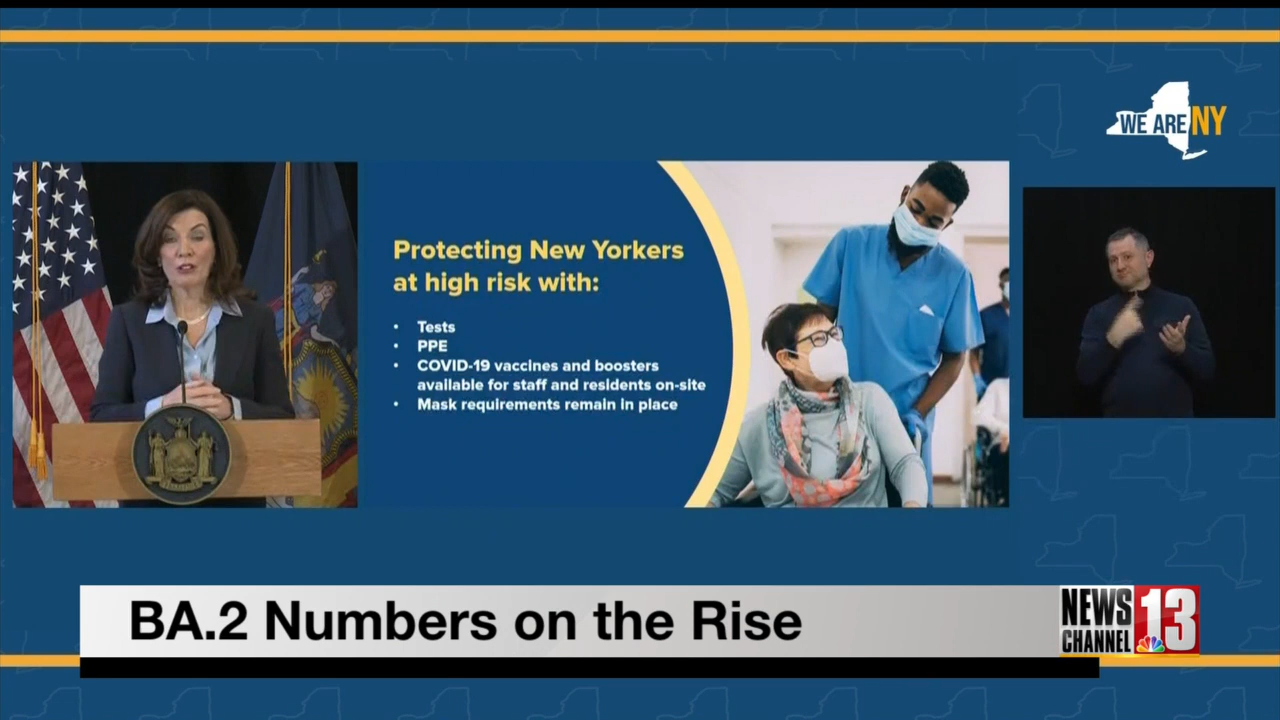 WE ARE NY
Protecting New Yorkers
at high risk with:
• Tests
• PPE
• COVID-19 vaccines and boosters
available for staff and residents on-site
• Mask requirements remain in place
BA.2 Numbers on the Rise
NEWS
CHANNEL
13